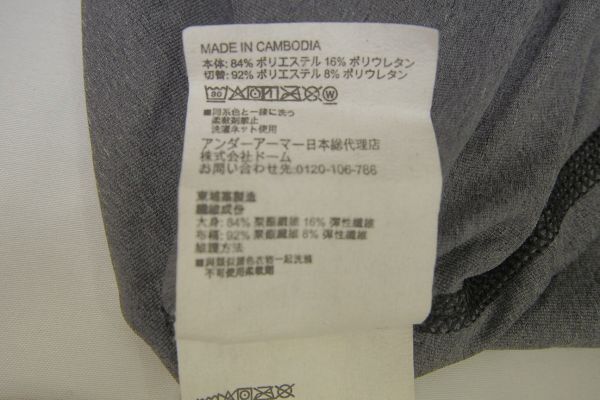 MADE IN CAMBODIA
本体: 84% ポリエステル 16% ポリウレタン
切替: 92% ポリエステル 8% ポリウレタン
■同系色と一緒に洗う
柔軟剤禁止
洗濯ネット使用
アンダーアーマー日本総代理店
株式会社ドーム
お問い合わせ先:0120-106-786
柬埔寨製造
纖維成份
大身: 84% 聚酯纖維 16% 彈性纖維
布幅: 92% 聚酯纖維 8% 彈性纖維
維護方法
■與類似顏色衣物一起洗滌
不可使用柔軟劑